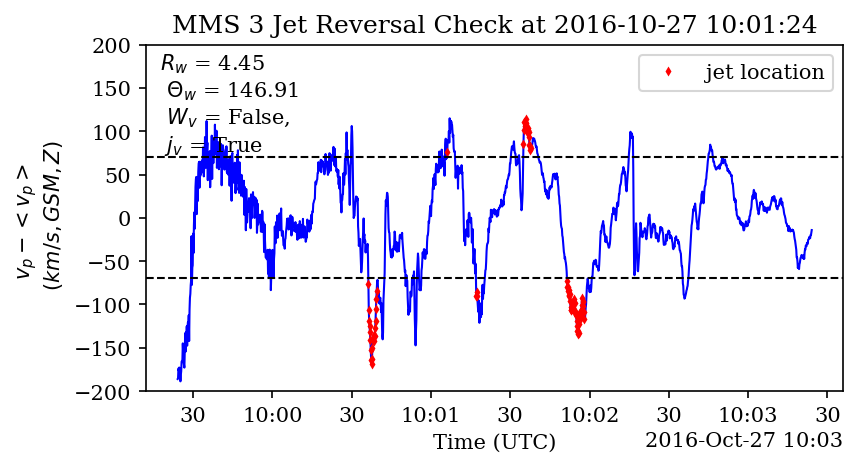 MMS 3 Jet Reversal Check at 2016-10-27 10:01:24
R_w = 4.45
Θ_w = 146.91
W_v = False,
j_v = True
jet location
200
150
100
50
0
−50
−100
−150
−200
v_p − < v_p >
(km/s, GSM, Z)
30 10:00 30 10:01 30 10:02 30 10:03 30
Time (UTC)
2016-Oct-27 10:03